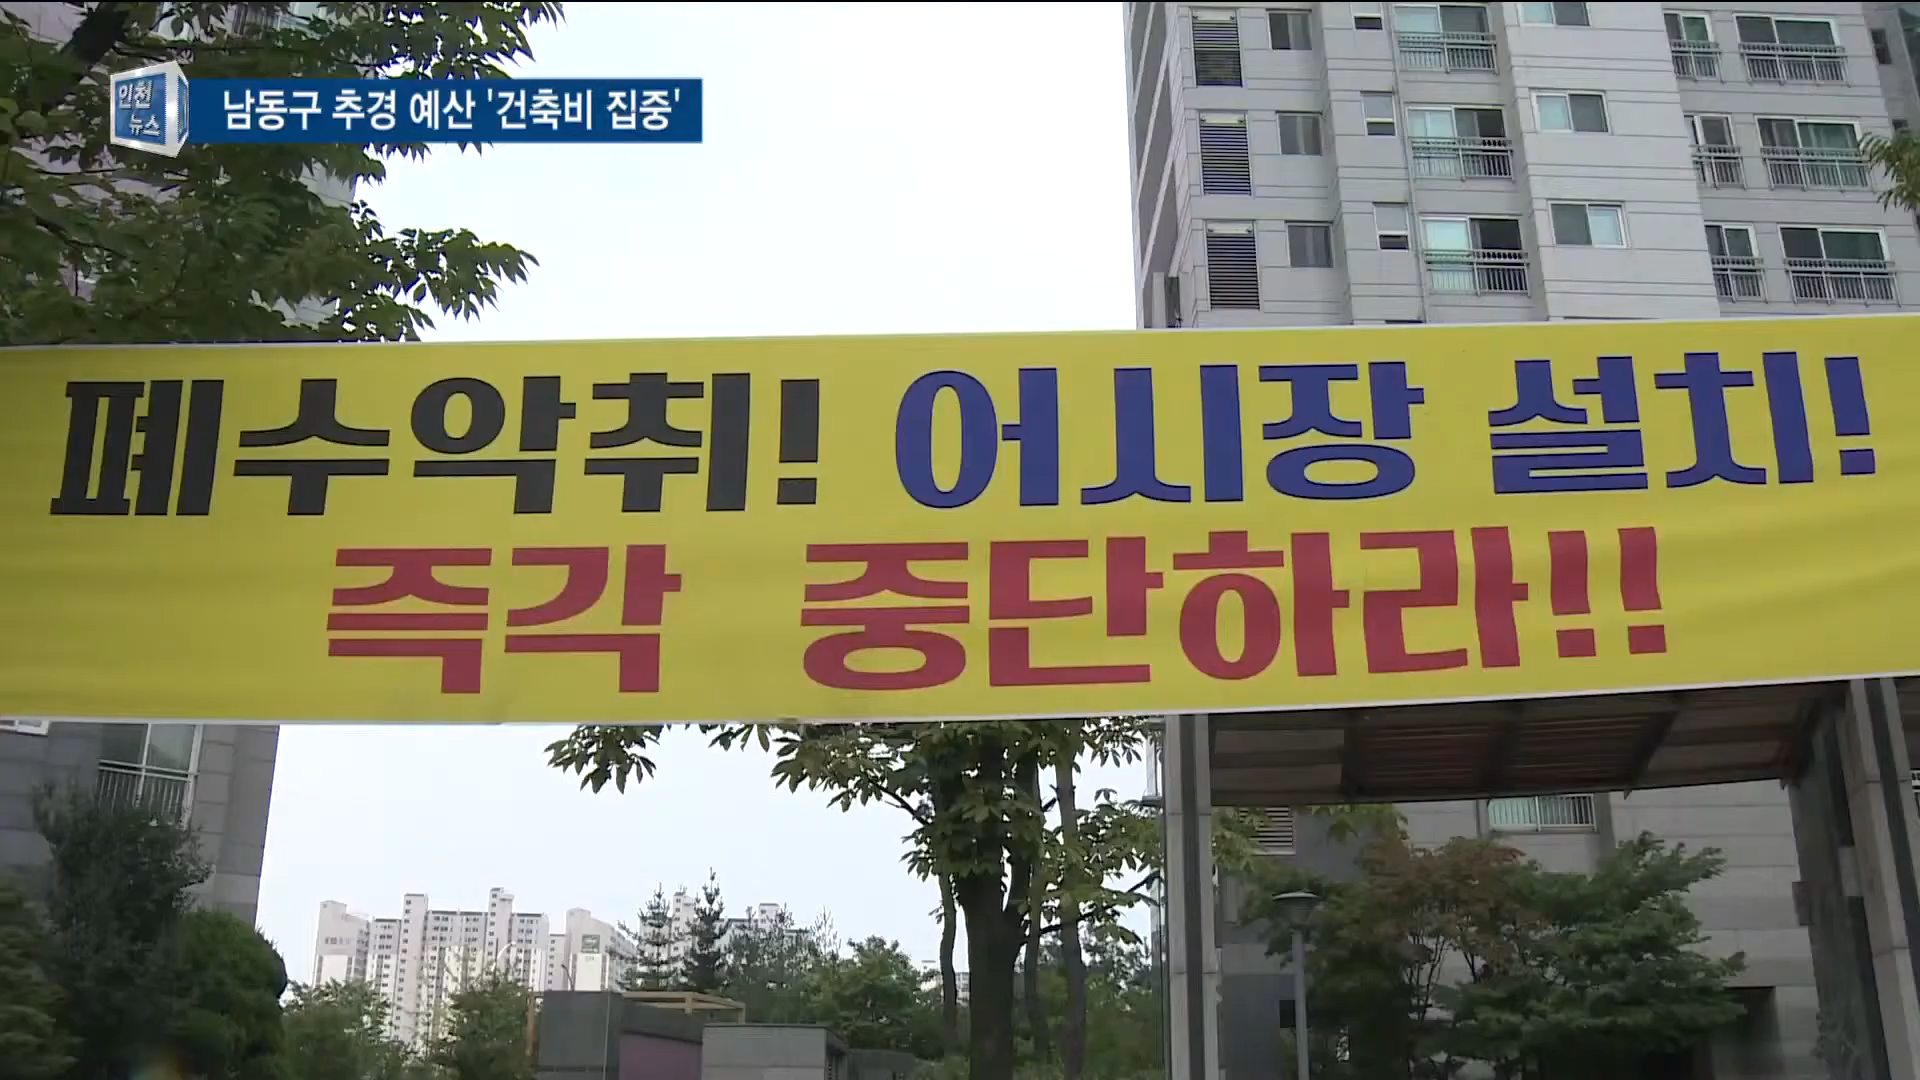 인천
뉴스
남동구 추경 예산 '건축비 집중'
폐수악취! 어시장 설치!
즉각 중단하라!!